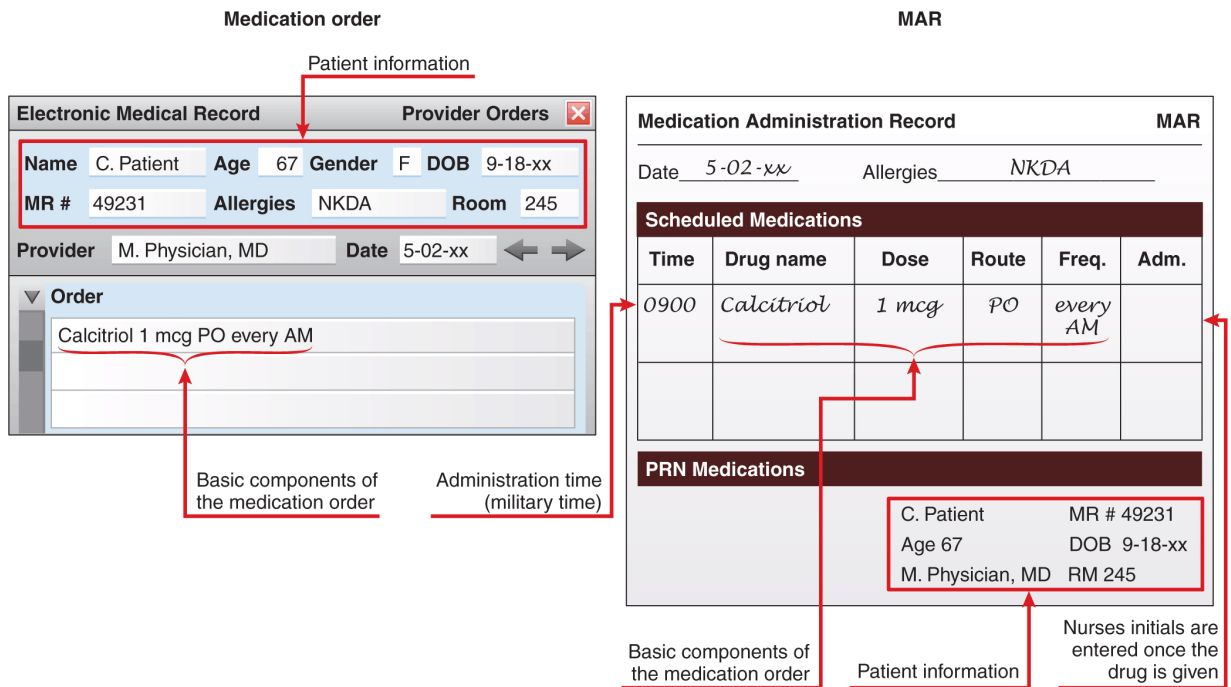 Medication order
MAR
Patient information
Electronic Medical Record Provider Orders
Name C. Patient Age 67 Gender F DOB 9-18-xx
MR # 49231 Allergies NKDA Room 245
Provider M. Physician, MD Date 5-02-xx
Order
Calcitriol 1 mcg PO every AM
Basic components of
the medication order
Administration time
(military time)
Medication Administration Record MAR
Date 5-02-xx Allergies NKDA
Scheduled Medications
Time Drug name Dose Route Freq. Adm.
0900 Calcitriol 1 mcg PO every
AM
PRN Medications
C. Patient MR # 49231
Age 67 DOB 9-18-xx
M. Physician, MD RM 245
Basic components of
the medication order
Patient information
Nurses initials are
entered once the
drug is given